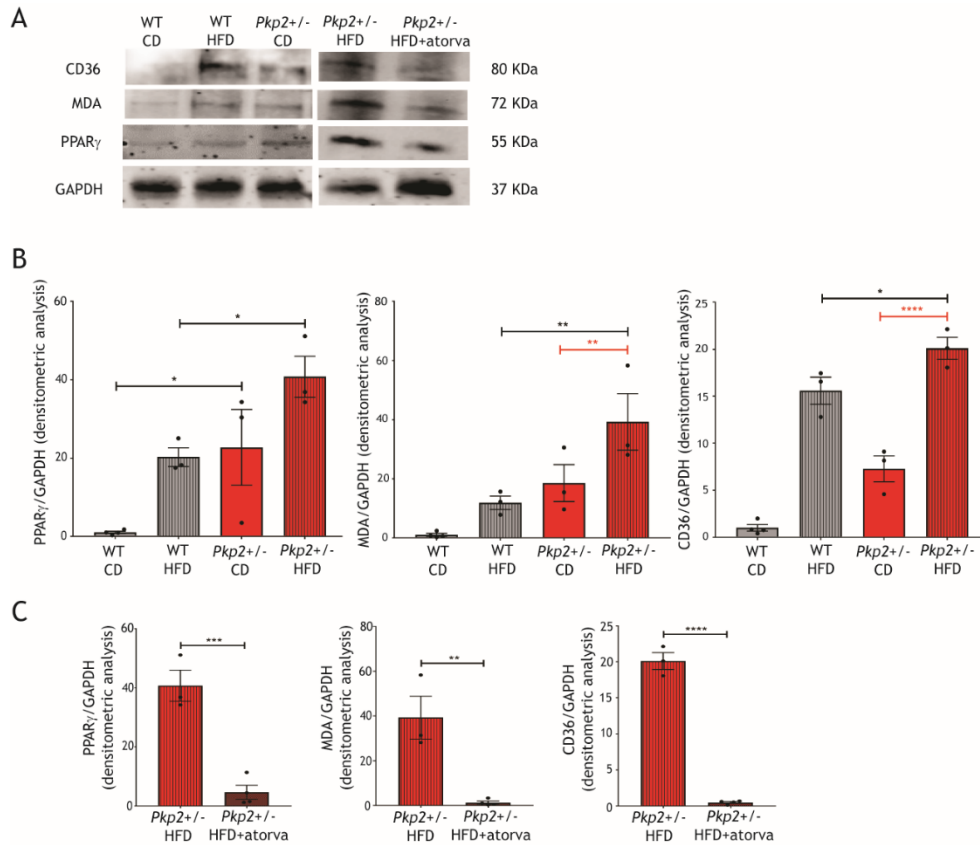 A
WT
CD
WT
HFD
Pkp2+/-
CD
Pkp2+/-
HFD
Pkp2+/-
HFD+atorva
CD36
80 KDa
MDA
72 KDa
PPARγ
55 KDa
GAPDH
37 KDa
B
PPARγ/GAPDH (densitometric analysis)
60
40
20
0
*
*
WT
CD
WT
HFD
Pkp2+/-
CD
Pkp2+/-
HFD
MDA/GAPDH (densitometric analysis)
80
60
40
20
0
**
**
WT
CD
WT
HFD
Pkp2+/-
CD
Pkp2+/-
HFD
CD36/GAPDH (densitometric analysis)
25
20
15
10
5
0
*
****
WT
CD
WT
HFD
Pkp2+/-
CD
Pkp2+/-
HFD
C
PPARγ/GAPDH
(densitometric analysis)
60
40
20
0
***
Pkp2+/-
HFD
Pkp2+/-
HFD+atorva
MDA/GAPDH
(densitometric analysis)
80
60
40
20
0
**
Pkp2+/-
HFD
Pkp2+/-
HFD+atorva
CD36/GAPDH
(densitometric analysis)
25
20
15
10
5
0
****
Pkp2+/-
HFD
Pkp2+/-
HFD+atorva